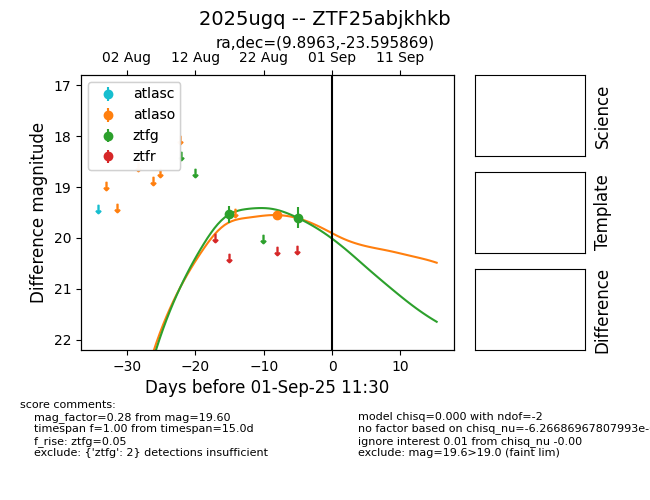 2025ugq -- ZTF25abjkhkb
ra,dec=(9.8963,-23.595869)
02 Aug 12 Aug 22 Aug 01 Sep 11 Sep
17
18
19
20
21
22
Difference magnitude
atlasc
atlaso
ztfg
ztfr
−30 −20 −10 0 10
Days before 01-Sep-25 11:30
Science
Template
Difference
score comments:
mag_factor=0.28 from mag=19.60
timespan f=1.00 from timespan=15.0d
f_rise: ztfg=0.05
exclude: {'ztfg': 2} detections insufficient
model chisq=0.000 with ndof=-2
no factor based on chisq_nu=-6.26686967807993e-
ignore interest 0.01 from chisq_nu -0.00
exclude: mag=19.6>19.0 (faint lim)